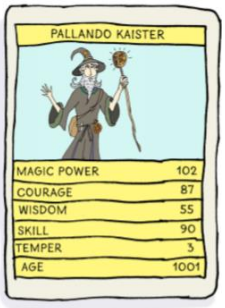 PALLANDO KAISTER
MAGIC POWER 102
COURAGE 87
WISDOM 55
SKILL 90
TEMPER 3
AGE 1001